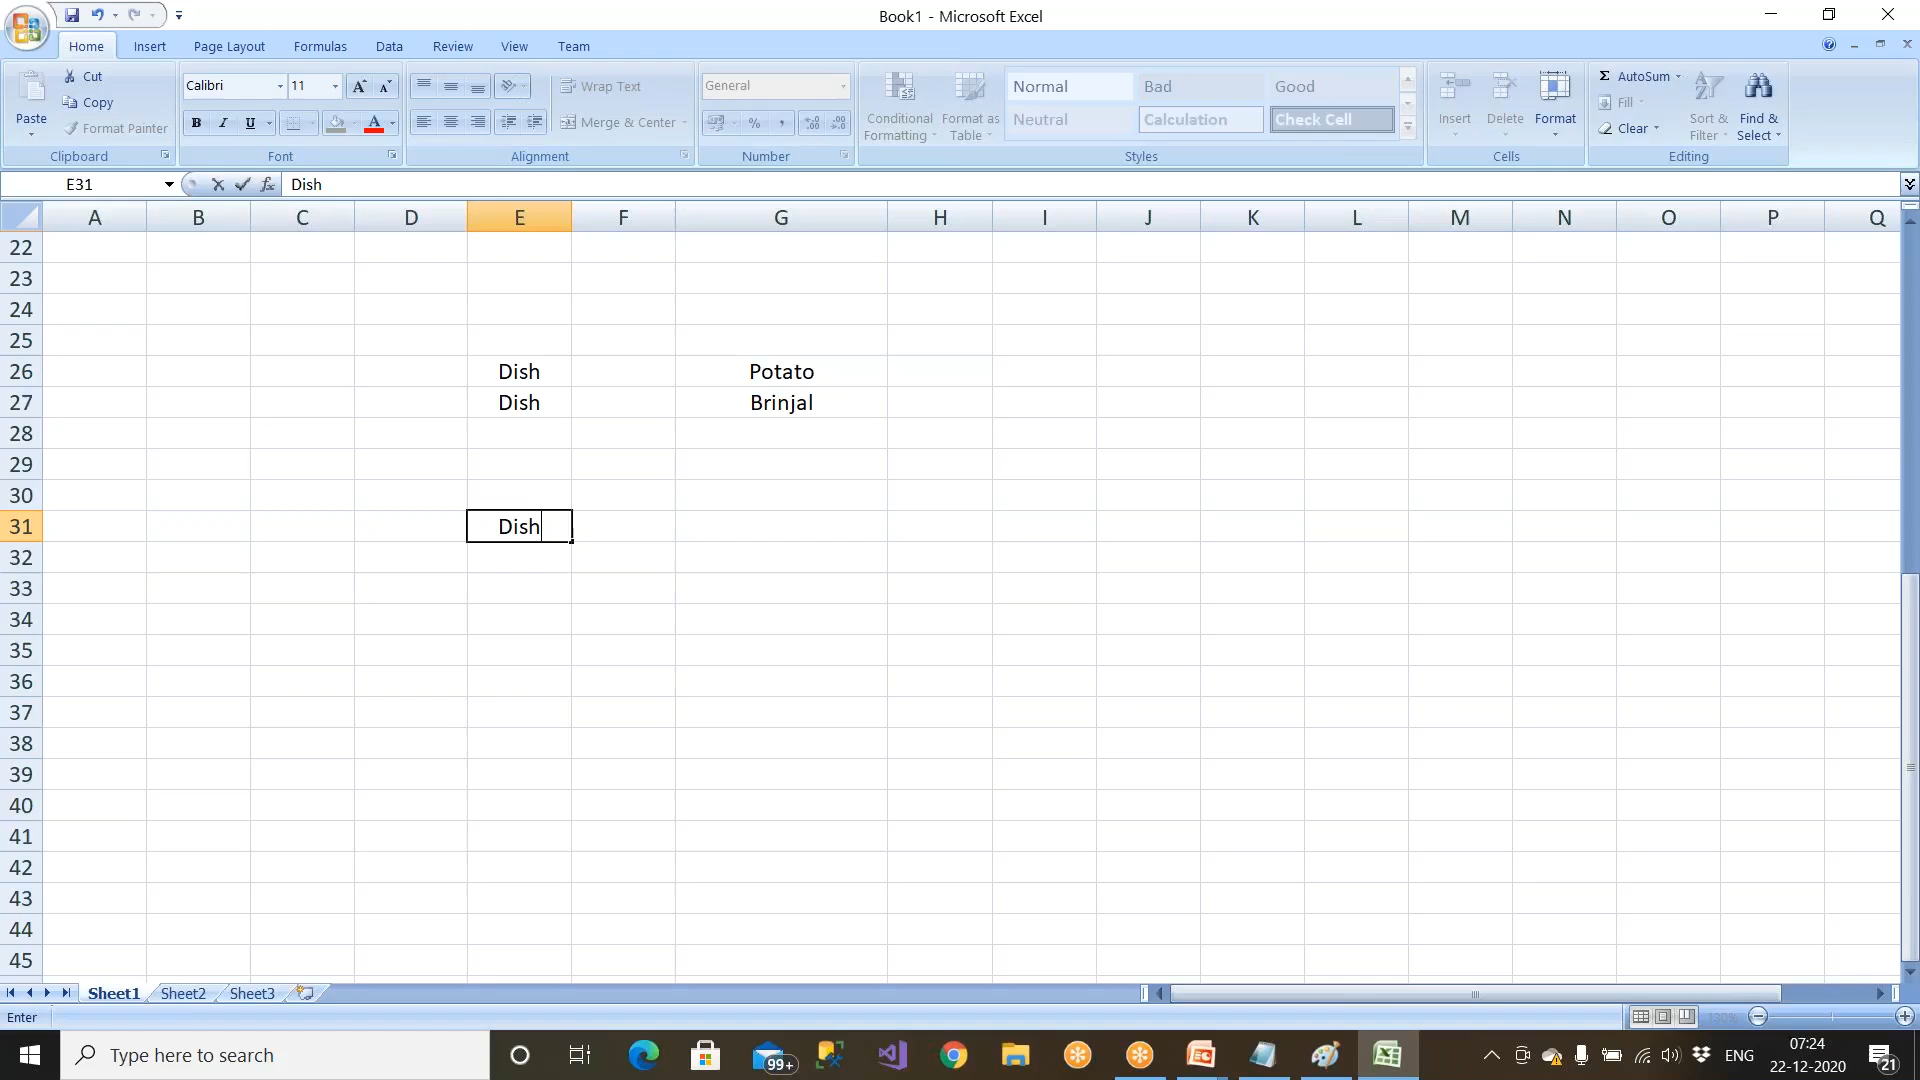 Book1 - Microsoft Excel
Home Insert Page Layout Formulas Data Review View Team
Cut
Copy
Format Painter
Paste
Clipboard
Calibri 11
B I U
Font
Wrap Text
Merge & Center
Alignment
General
%
Number
Conditional Formatting
Format as Table
Normal Bad Good
Neutral Calculation Check Cell
Styles
Insert Delete Format
Cells
Σ AutoSum
Fill
Clear
Sort & Filter
Find & Select
Editing
E31 fx Dish
A B C D E F G H I J K L M N O P Q
22
23
24
25
26 Dish Potato
27 Dish Brinjal
28
29
30
31 Dish
32
33
34
35
36
37
38
39
40
41
42
43
44
45
Sheet1 Sheet2 Sheet3
Enter
130%
Type here to search
99+
ENG
07:24
22-12-2020
21